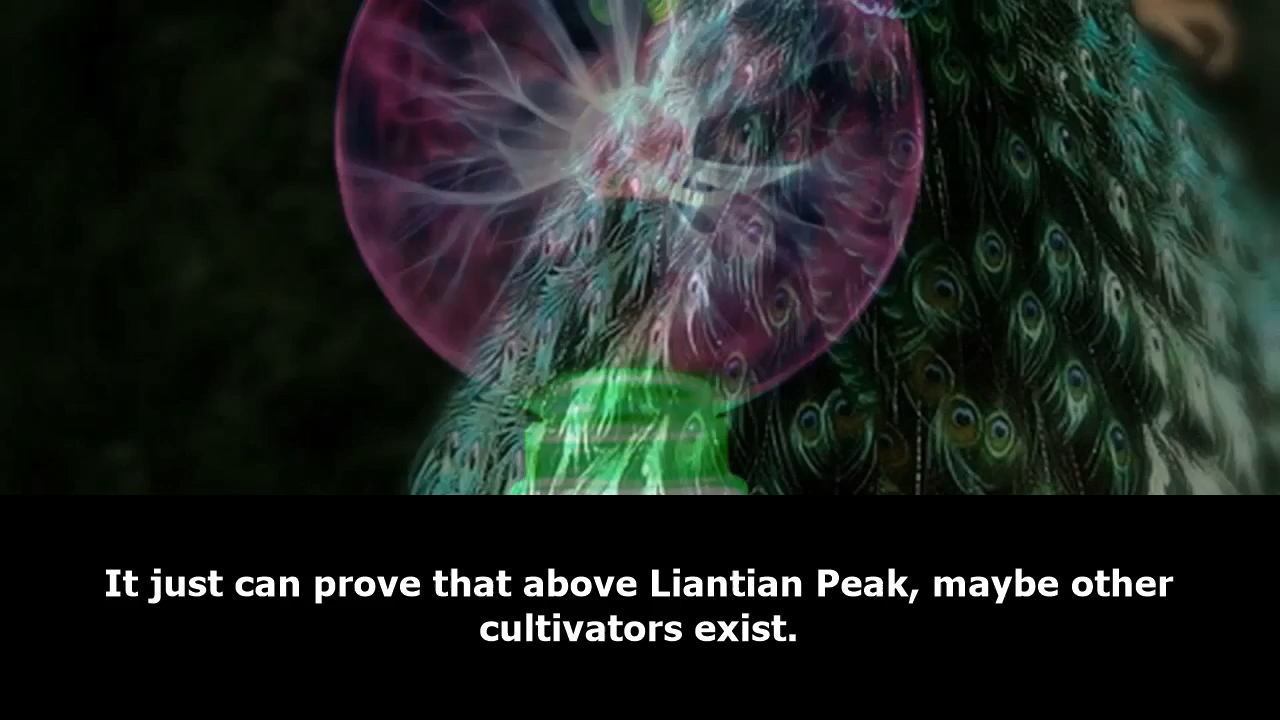 It just can prove that above Liantian Peak, maybe other
cultivators exist.